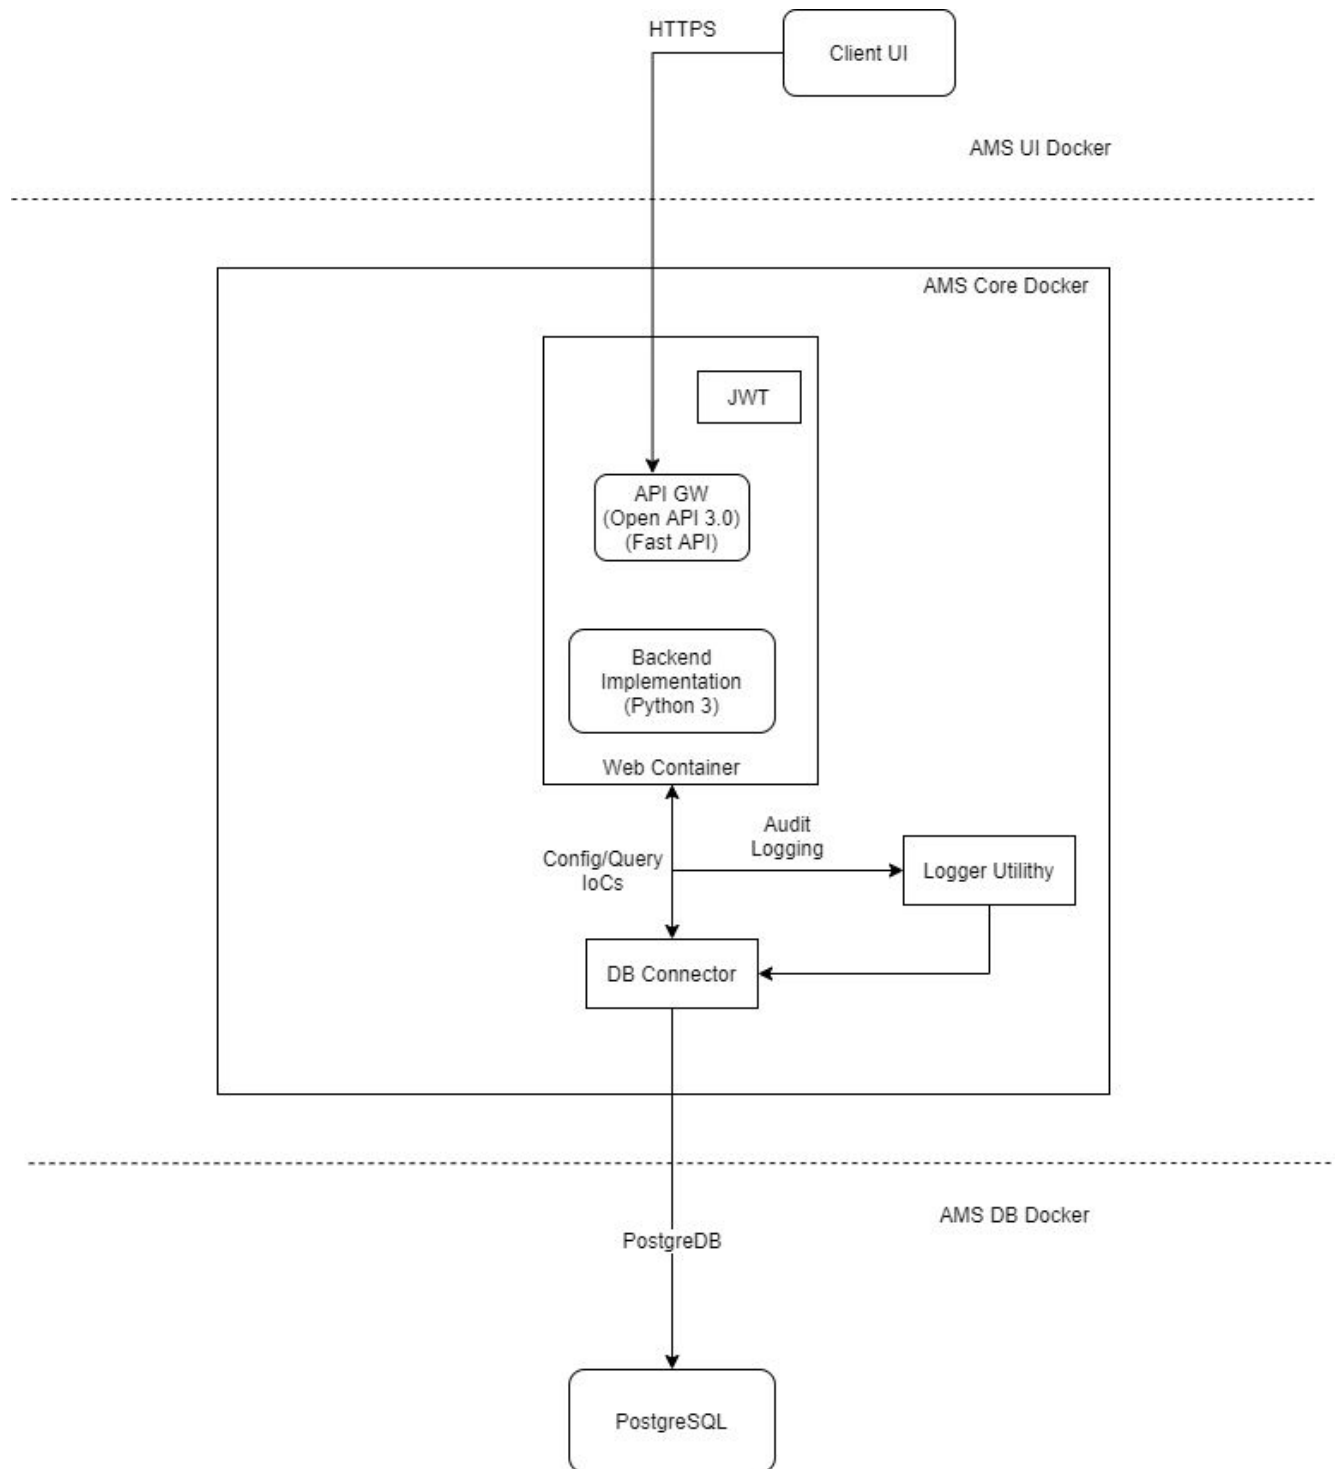 HTTPS
Client UI
AMS UI Docker
AMS Core Docker
JWT
API GW
(Open API 3.0)
(Fast API)
Backend
Implementation
(Python 3)
Web Container
Audit
Logging
Config/Query
IoCs
Logger Utilithy
DB Connector
AMS DB Docker
PostgreDB
PostgreSQL